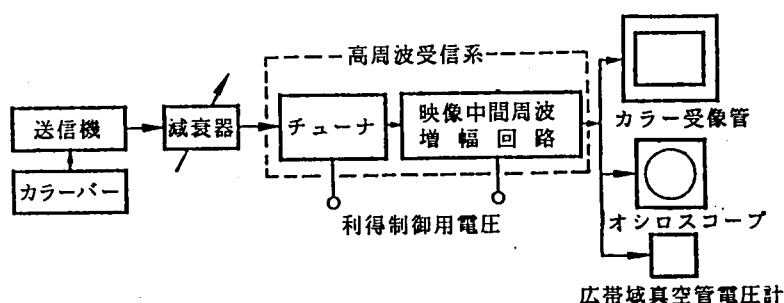 高周波受信系
送信機
減衰器
チューナ
映像中間周波
増幅回路
カラー受像管
カラーバー
利得制御用電圧
オシロスコープ
広帯域真空管電圧計